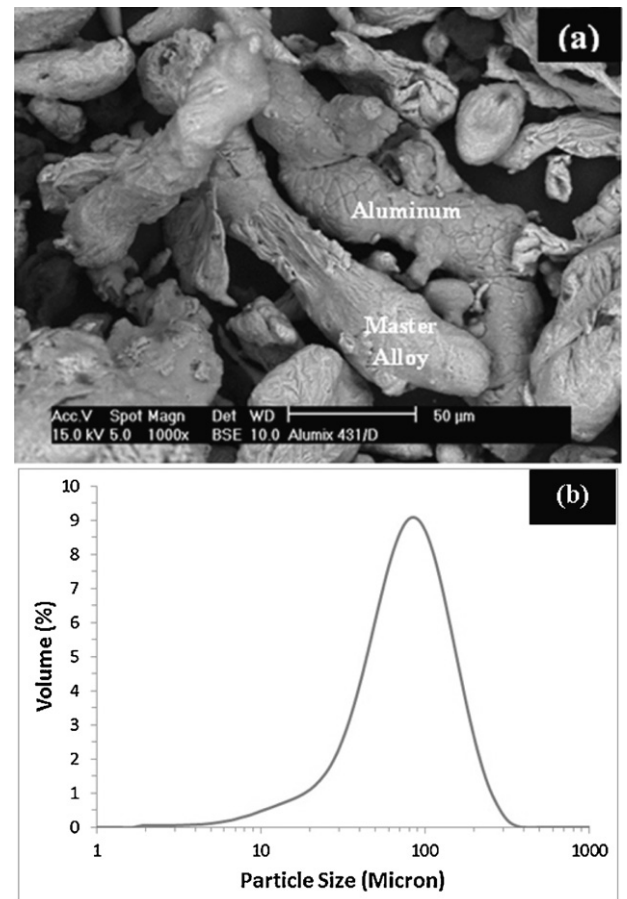 (a)
Aluminum
Master
Alloy
Acc.V Spot Magn Det WD 50 µm
15.0 kV 5.0 1000x BSE 10.0 Alumix 431/D
(b)
10
9
8
7
6
5
4
3
2
1
0
Volume (%)
1 10 100 1000
Particle Size (Micron)